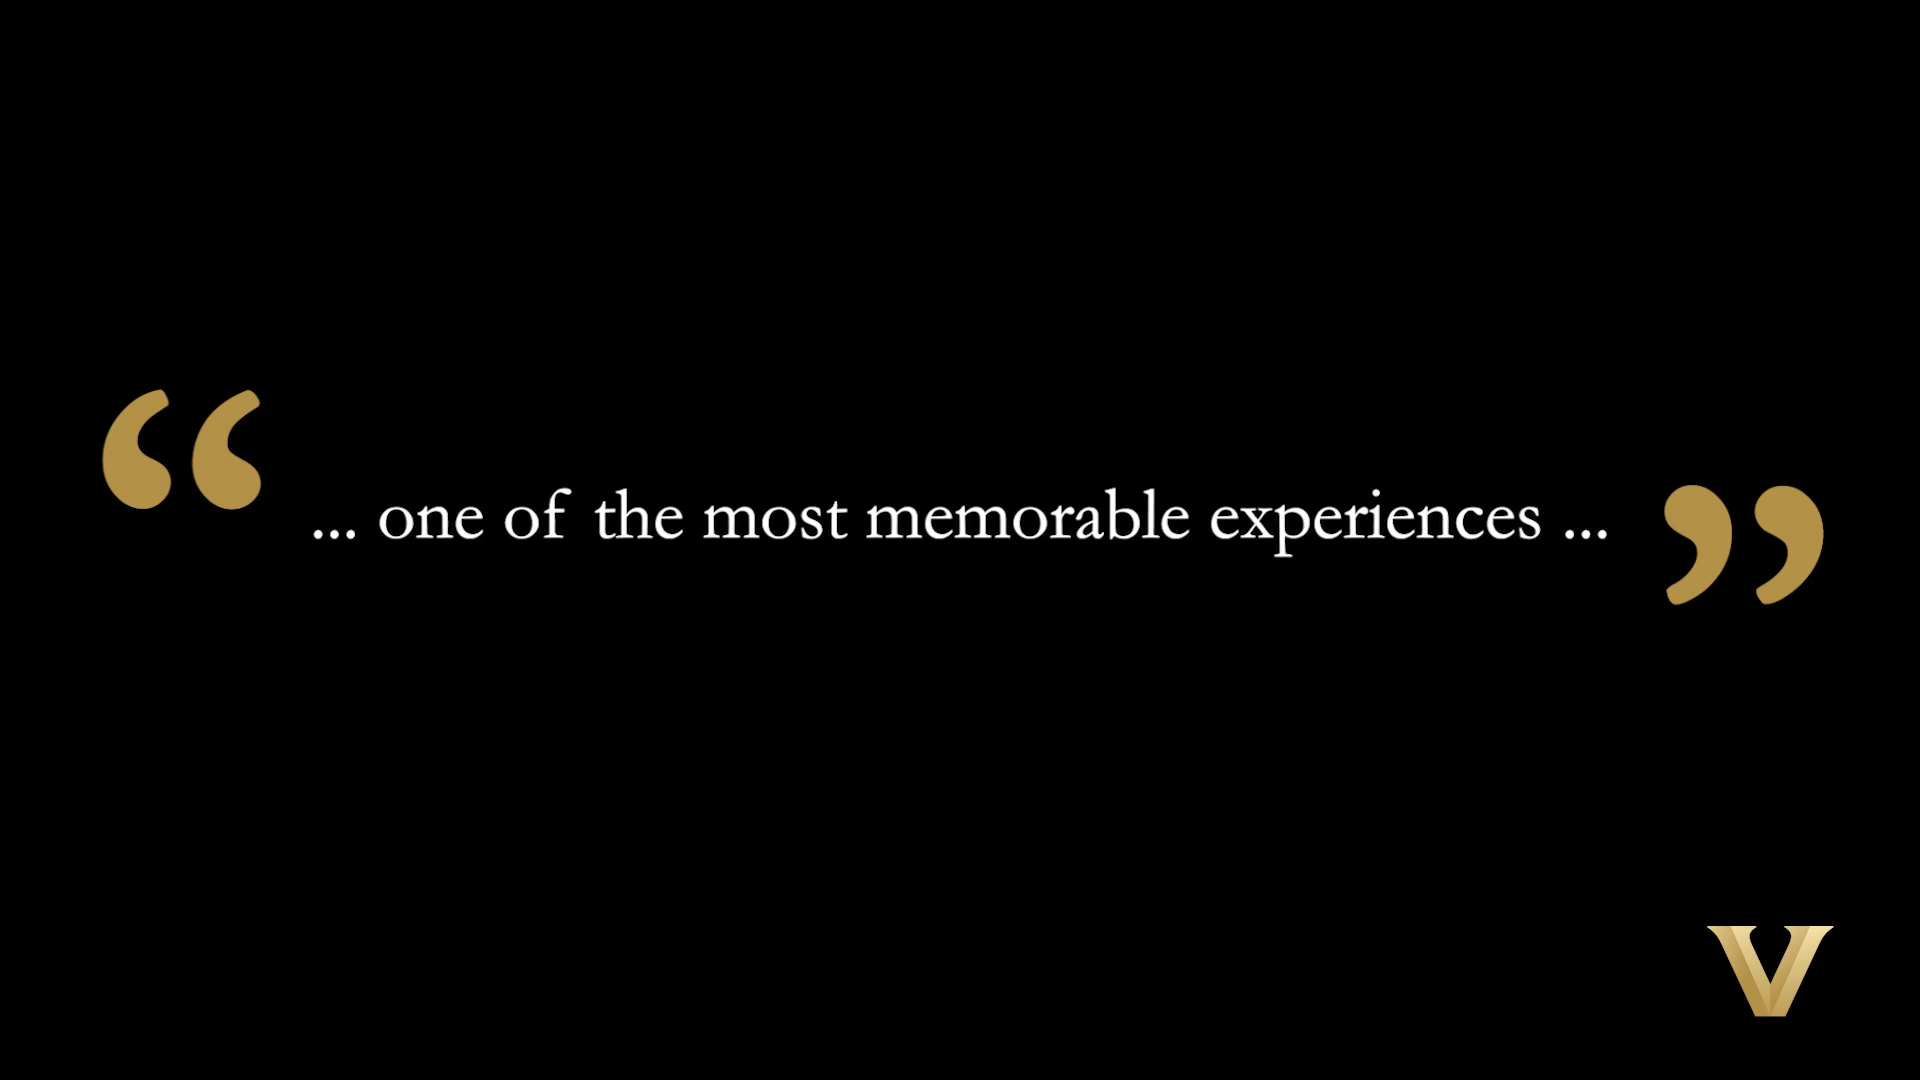 “ ... one of the most memorable experiences ... ”
V